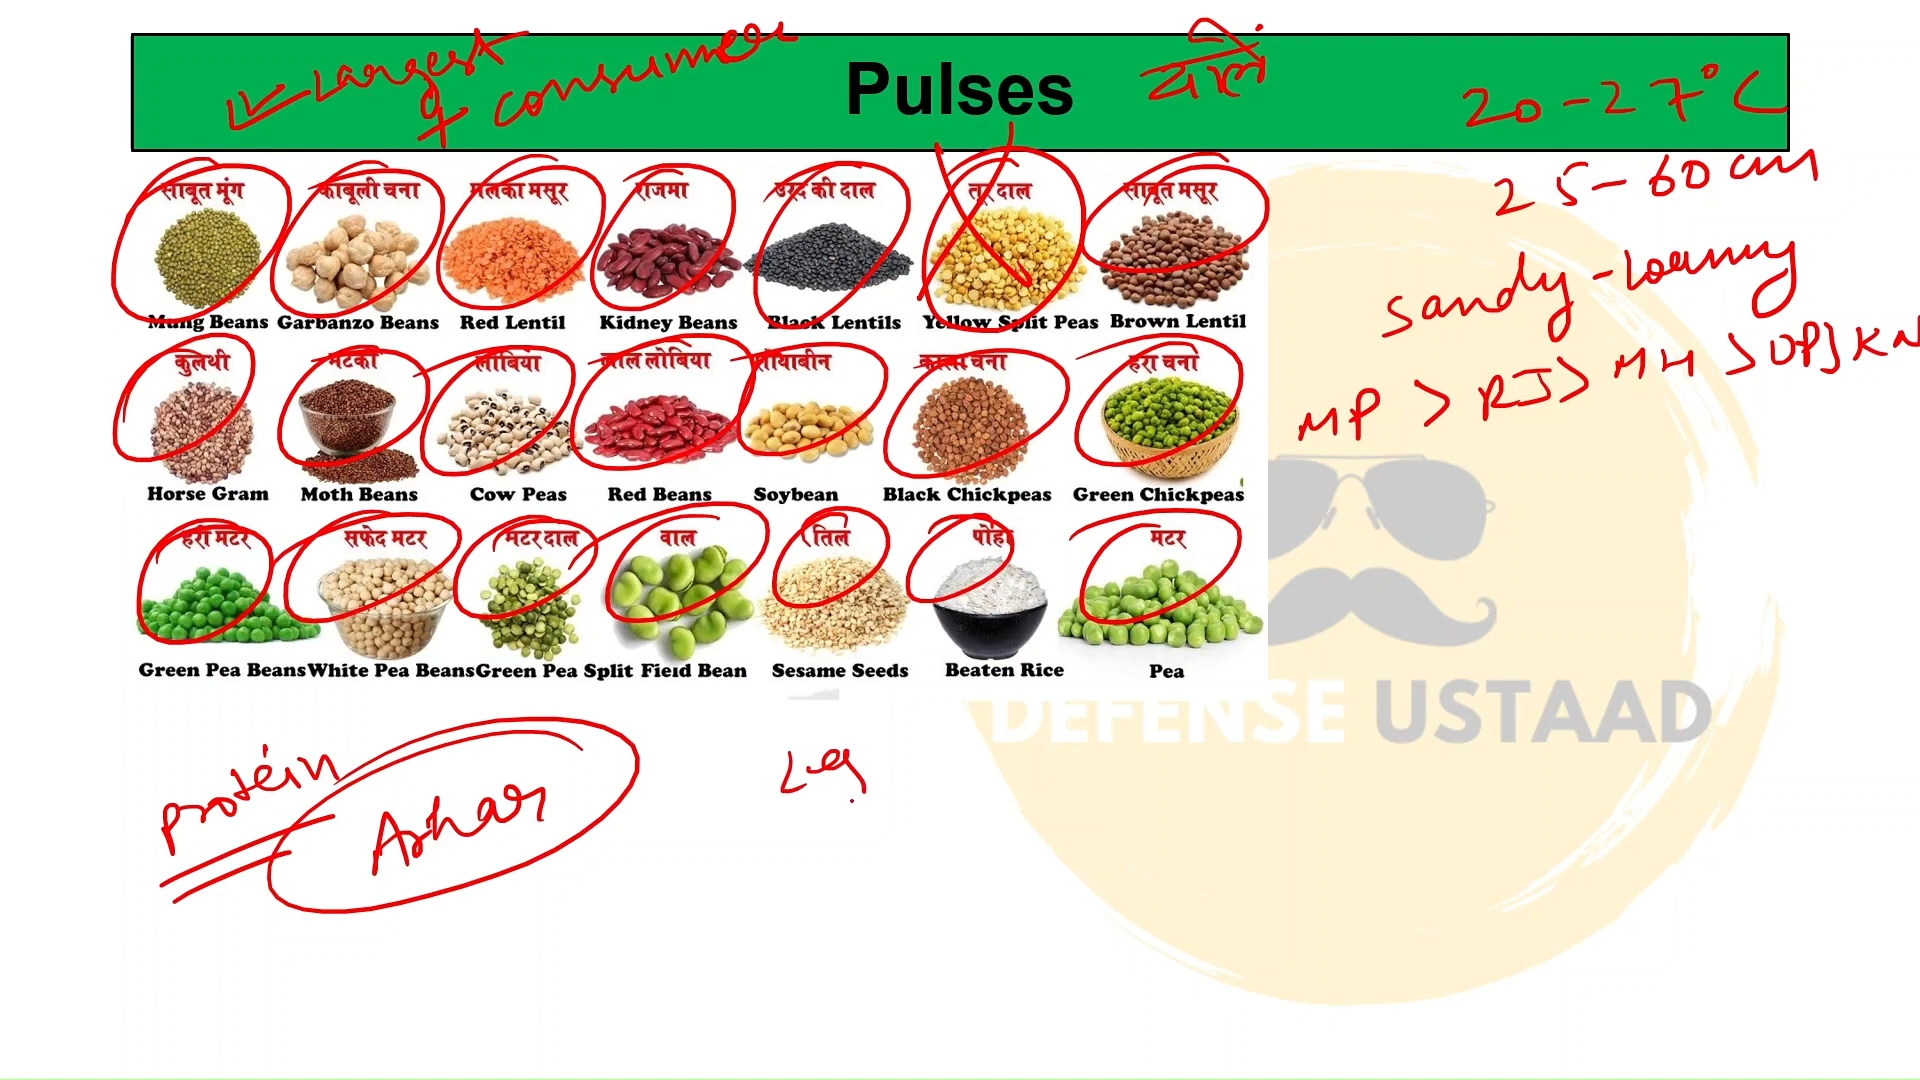 Largest
& consumer
Pulses
20-27°C
25-60cm
साबूत मूंग काबूली चना मलका मसूर राजमा उरद की दाल तूर दाल साबूत मसूर
Mung Beans Garbanzo Beans Red Lentil Kidney Beans Black Lentils Yellow Split Peas Brown Lentil
Sandy-loamy
MP > RJ > MH > UP} KN
कुलथी मटकी लोबिया लाल लोबिया सोयाबीन काला चना हरा चना
Horse Gram Moth Beans Cow Peas Red Beans Soybean Black Chickpeas Green Chickpeas
हरी मटर सफेद मटर मटर दाल वाल तिल पोहा मटर
Green Pea Beans White Pea Beans Green Pea Split Field Bean Sesame Seeds Beaten Rice Pea
DEFENSE USTAAD
Protein
Arhar
Leg